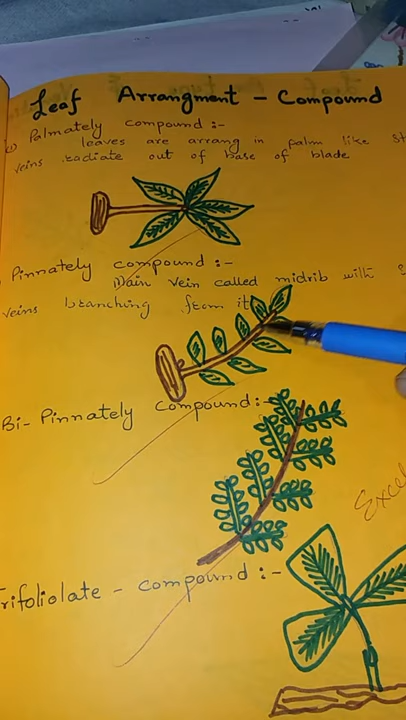 Leaf Arrangment - Compound
Palmately compound :-
leaves are arrang in palm like
veins radiate out of base of blade
Pinnately compound :-
Main vein called midrib with
veins branching from it
Bi-Pinnately Compound :-
Trifoliolate - compound :-
Excel